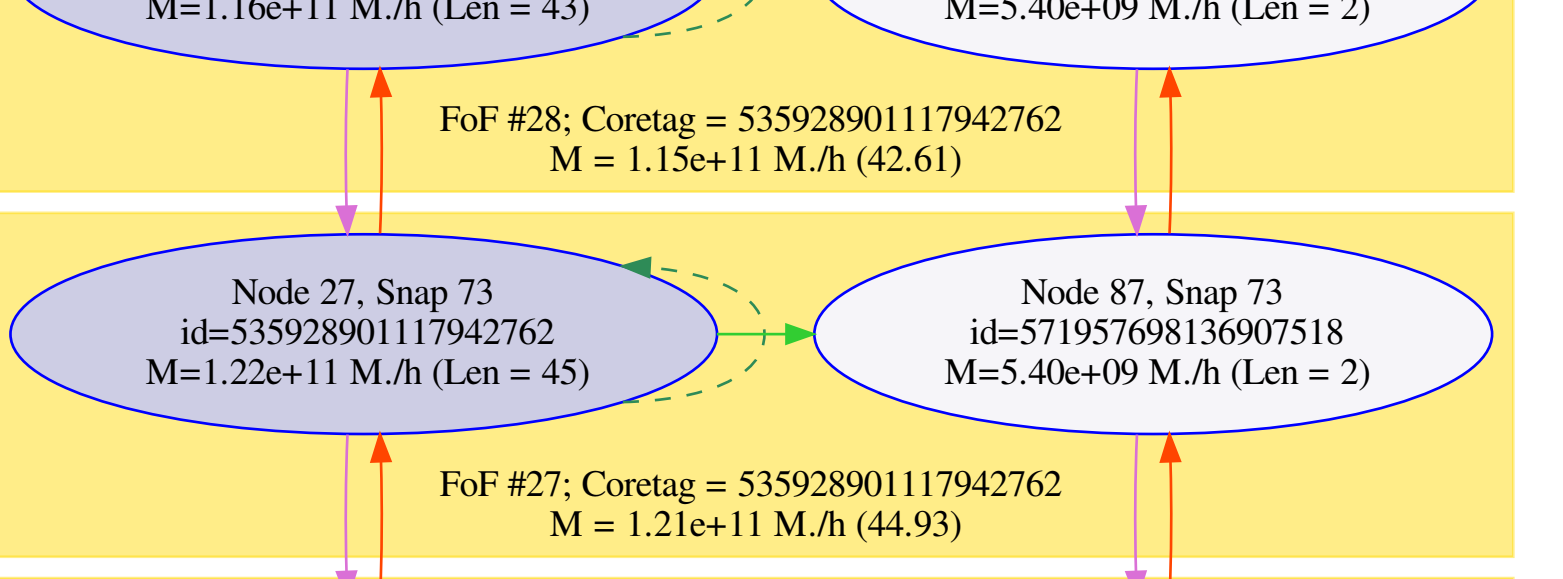 M=1.16e+11 M./h (Len = 43)
M=5.40e+09 M./h (Len = 2)
FoF #28; Coretag = 535928901117942762
M = 1.15e+11 M./h (42.61)
Node 27, Snap 73
id=535928901117942762
M=1.22e+11 M./h (Len = 45)
Node 87, Snap 73
id=571957698136907518
M=5.40e+09 M./h (Len = 2)
FoF #27; Coretag = 535928901117942762
M = 1.21e+11 M./h (44.93)